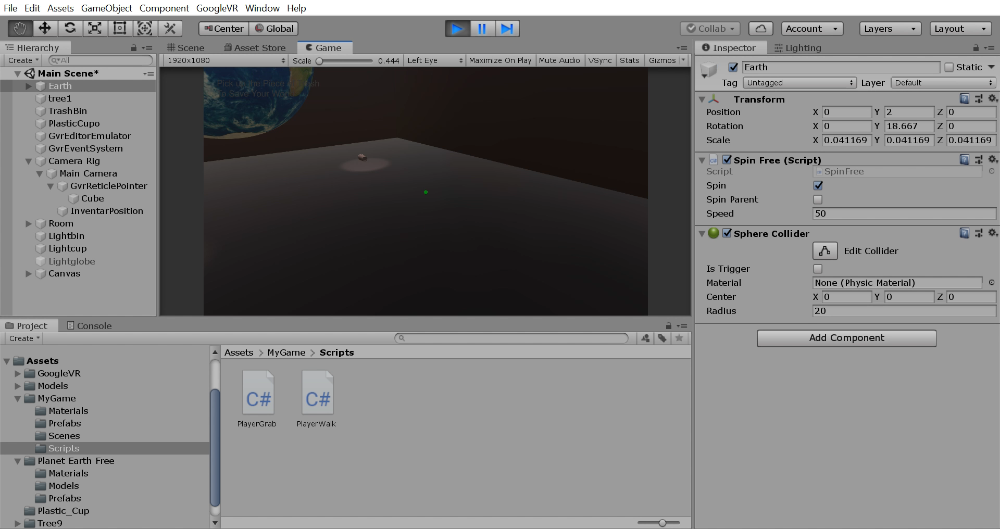 File Edit Assets GameObject Component GoogleVR Window Help
Center Global Collab Account Layers Layout
Hierarchy
Create All
Main Scene*
Earth
tree1
TrashBin
PlasticCupo
GvrEditorEmulator
GvrEventSystem
Camera Rig
Main Camera
GvrReticlePointer
Cube
InventarPosition
Room
Lightbin
Lightcup
Lightglobe
Canvas
Scene Asset Store Game
1920x1080 Scale 0.444 Left Eye Maximize On Play Mute Audio VSync Stats Gizmos
Pick up the Piece
To Save Your World
Inspector Lighting
Earth Static
Tag Untagged Layer Default
Transform
Position X 0 Y 2 Z 0
Rotation X 0 Y 18.667 Z 0
Scale X 0.041169 Y 0.041169 Z 0.041169
C# Spin Free (Script)
Script SpinFree
Spin
Spin Parent
Speed 50
Sphere Collider
Edit Collider
Is Trigger
Material None (Physic Material)
Center X 0 Y 0 Z 0
Radius 20
Add Component
Project Console
Create
Assets
GoogleVR
Models
MyGame
Materials
Prefabs
Scenes
Scripts
Planet Earth Free
Materials
Models
Prefabs
Plastic_Cup
Tree9
Assets > MyGame > Scripts
C# C#
PlayerGrab PlayerWalk